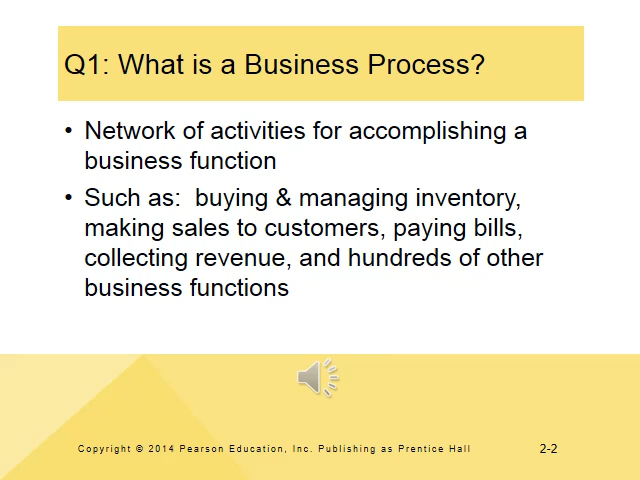 Q1: What is a Business Process?
• Network of activities for accomplishing a
business function
• Such as:  buying & managing inventory,
making sales to customers, paying bills,
collecting revenue, and hundreds of other
business functions
Copyright © 2014 Pearson Education, Inc. Publishing as Prentice Hall
2-2